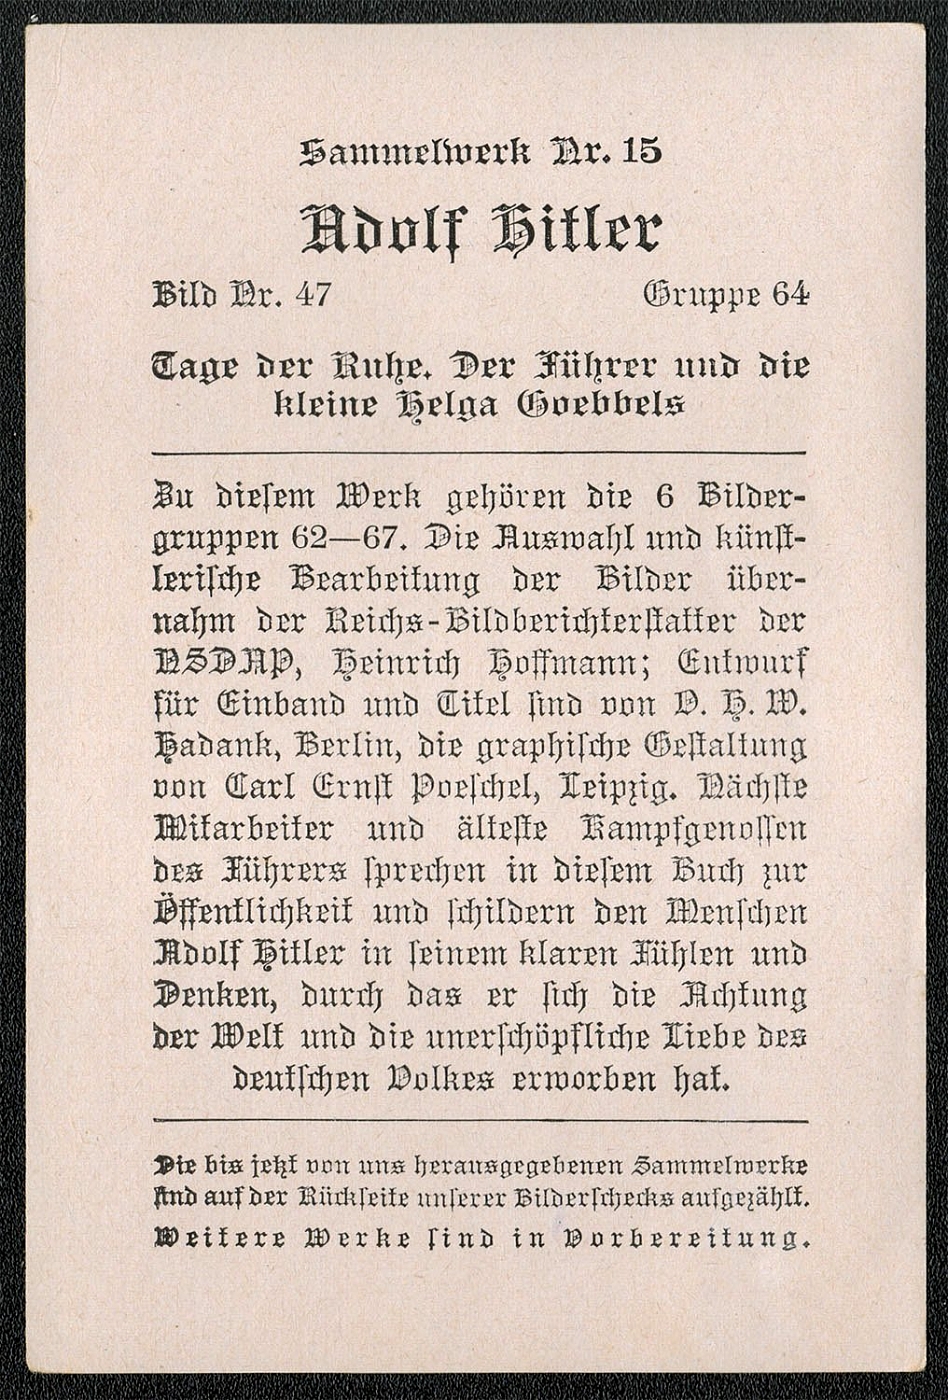 Sammelwerk Nr. 15
Adolf Hitler
Bild Nr. 47 Gruppe 64
Tage der Ruhe. Der Führer und die
kleine Helga Goebbels
Zu diesem Werk gehören die 6 Bilder-
gruppen 62—67. Die Auswahl und künst-
lerische Bearbeitung der Bilder über-
nahm der Reichs-Bildberichterstatter der
NSDAP, Heinrich Hoffmann; Entwurf
für Einband und Titel sind von O. H. W.
Hadank, Berlin, die graphische Gestaltung
von Carl Ernst Poeschel, Leipzig. Nächste
Mitarbeiter und älteste Kampfgenossen
des Führers sprechen in diesem Buch zur
Öffentlichkeit und schildern den Menschen
Adolf Hitler in seinem klaren Fühlen und
Denken, durch das er sich die Achtung
der Welt und die unerschöpfliche Liebe des
deutschen Volkes erworben hat.
Die bis jetzt von uns herausgegebenen Sammelwerke
sind auf der Rückseite unserer Bilderschecks aufgezählt.
Weitere Werke sind in Vorbereitung.